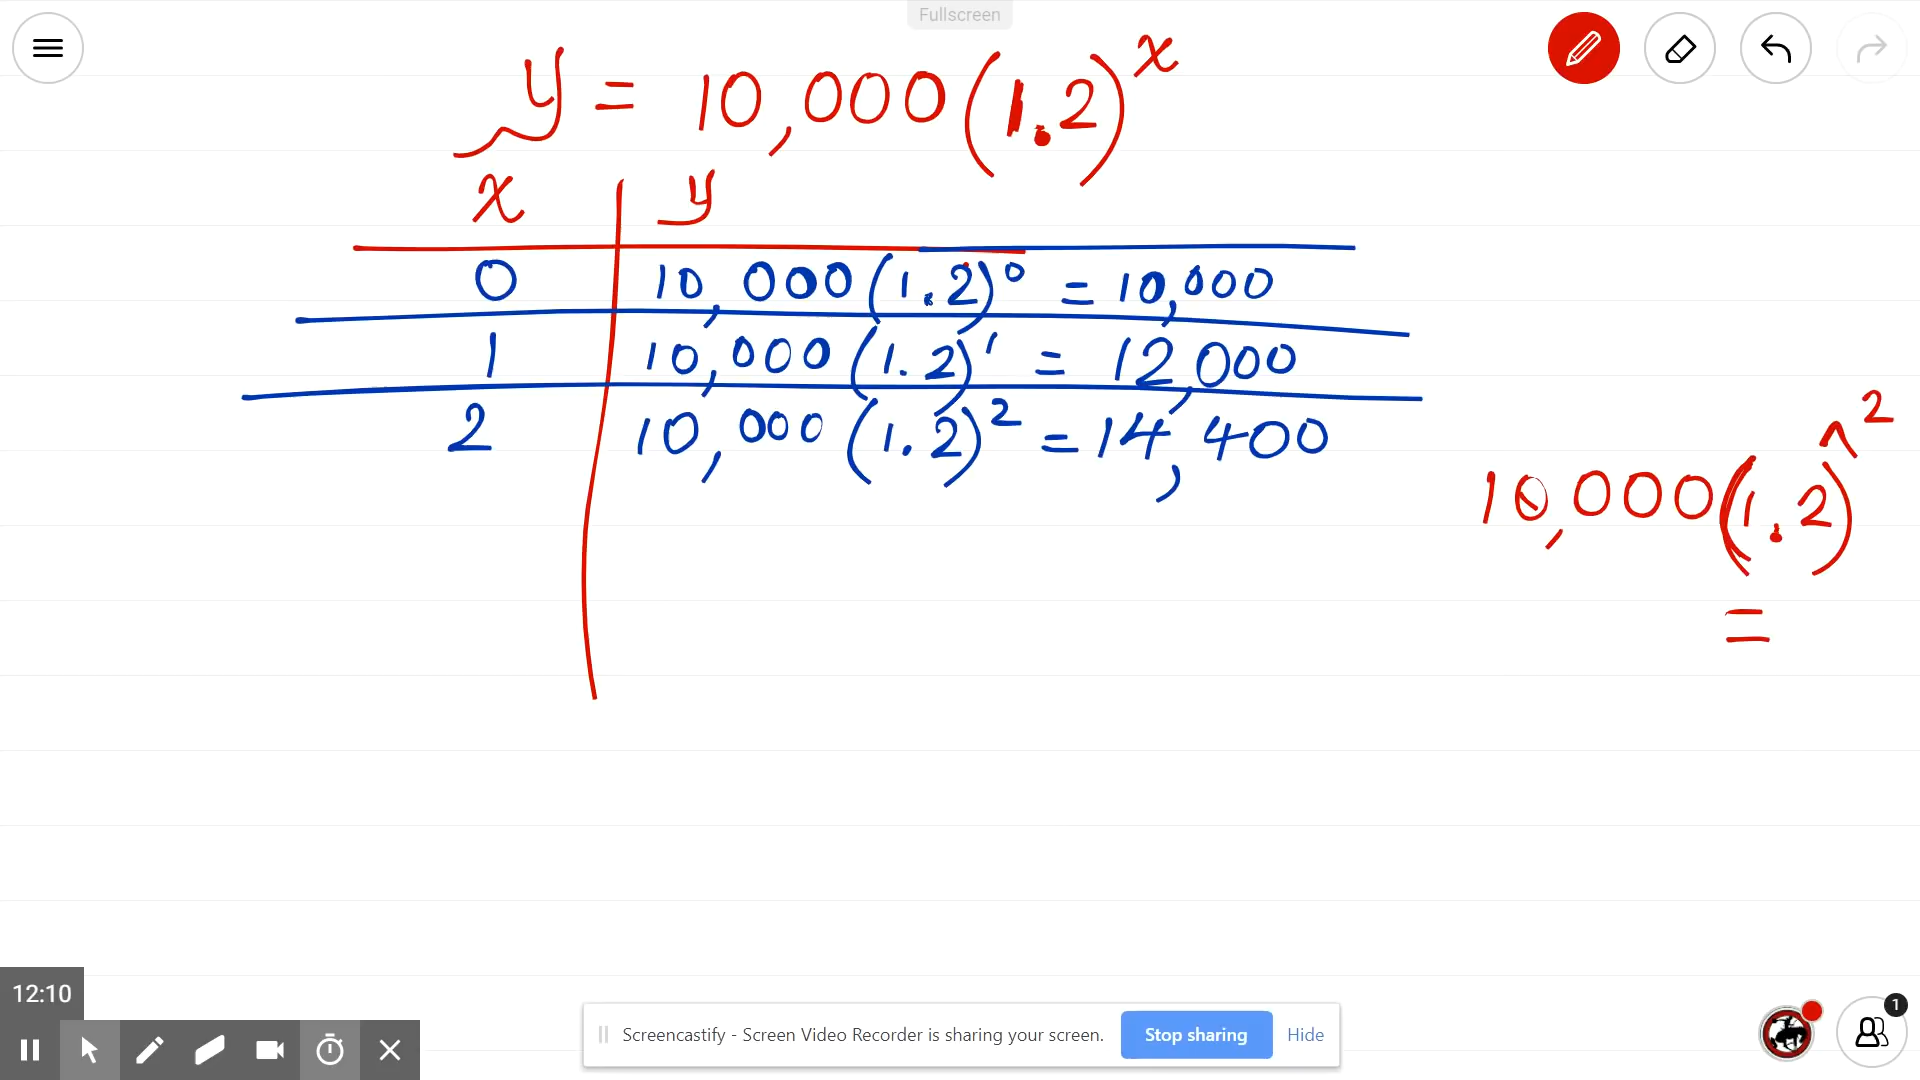 Fullscreen
y = 10,000(1.2)^x
x y
0 10,000(1.2)^0 = 10,000
1 10,000(1.2)^1 = 12,000
2 10,000(1.2)^2 = 14,400
10,000(1.2)^2
=
12:10
Screencastify - Screen Video Recorder is sharing your screen. Stop sharing Hide
1